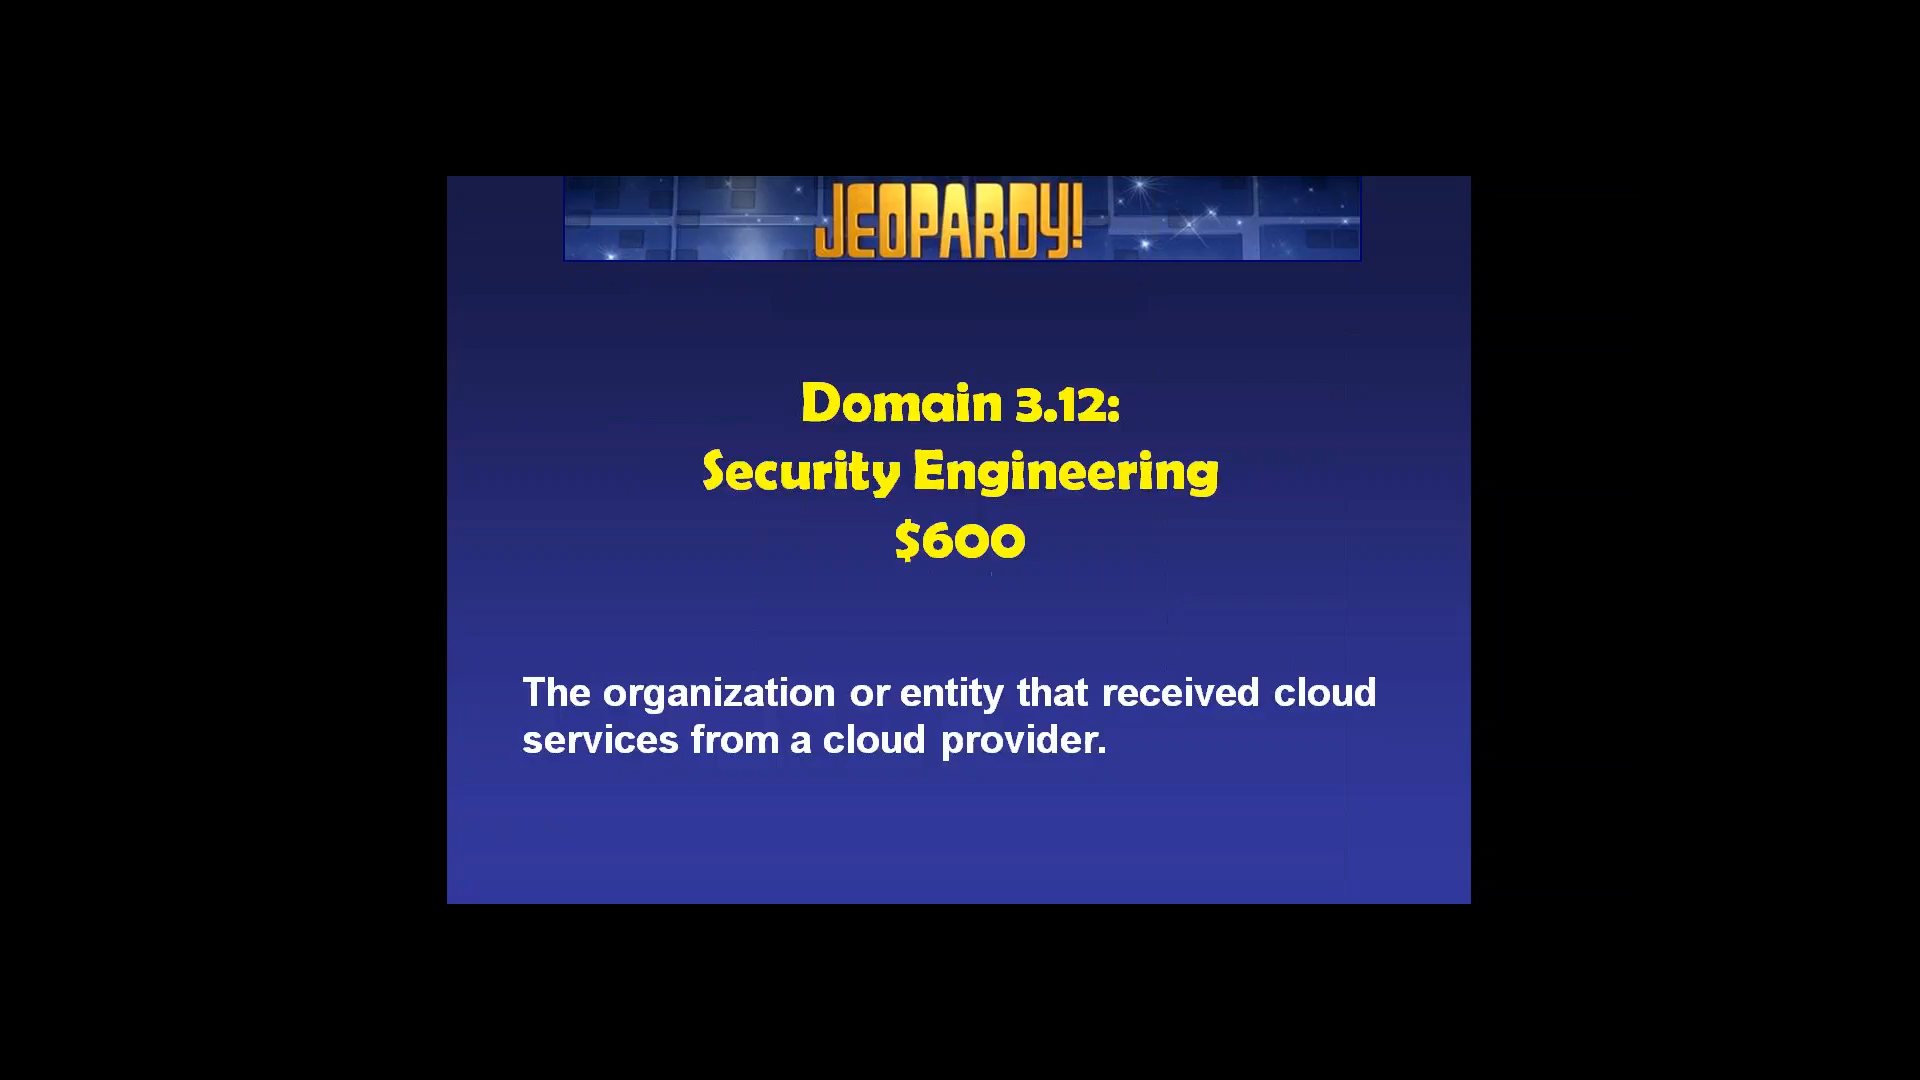 JEOPARDY!
Domain 3.12:
Security Engineering
$600
The organization or entity that received cloud
services from a cloud provider.